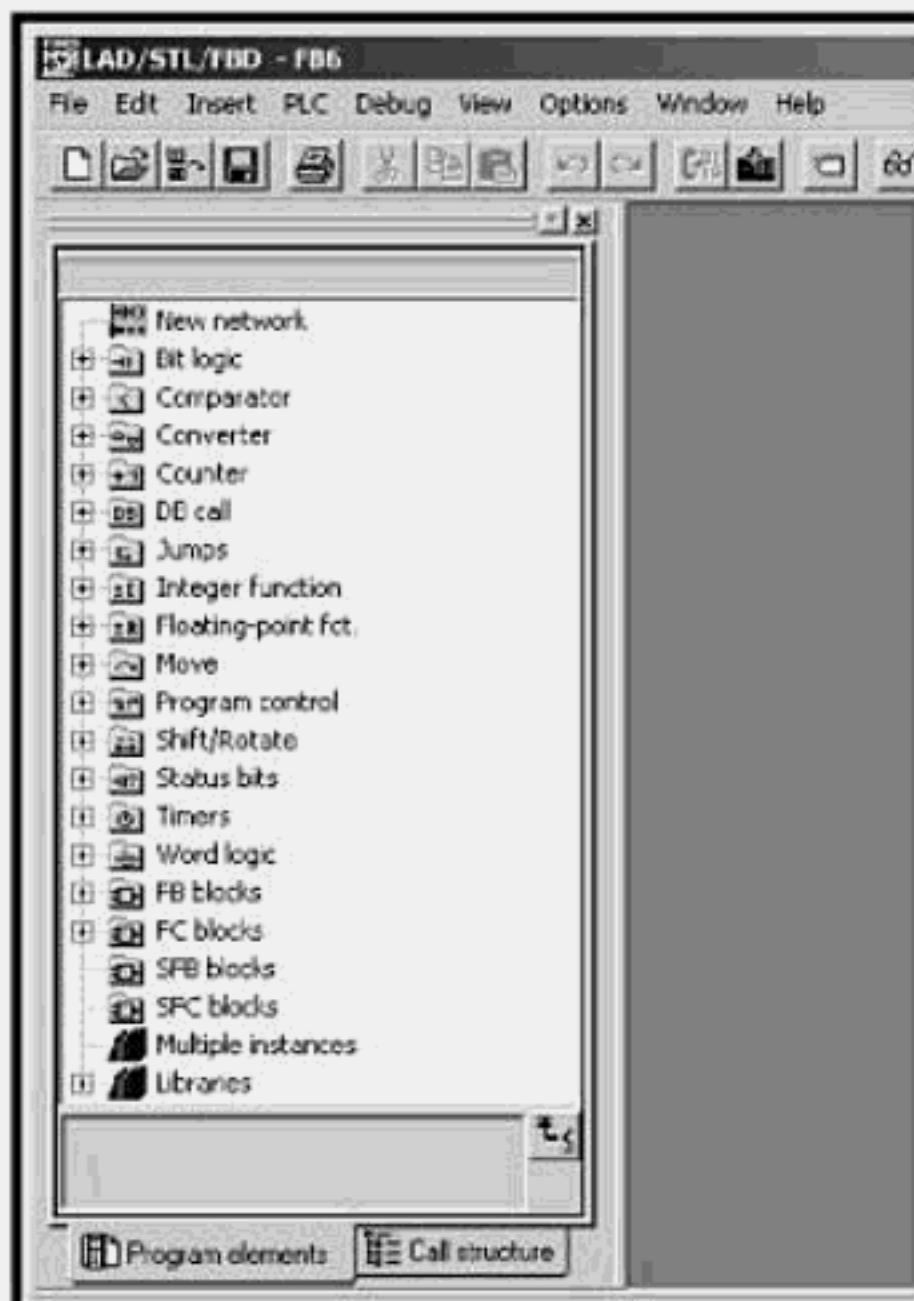 LAD/STL/FBD - FB6
File Edit Insert PLC Debug View Options Window Help
New network
Bit logic
Comparator
Converter
Counter
DB call
Jumps
Integer function
Floating-point fct.
Move
Program control
Shift/Rotate
Status bits
Timers
Word logic
FB blocks
FC blocks
SFB blocks
SFC blocks
Multiple instances
Libraries
Program elements Call structure